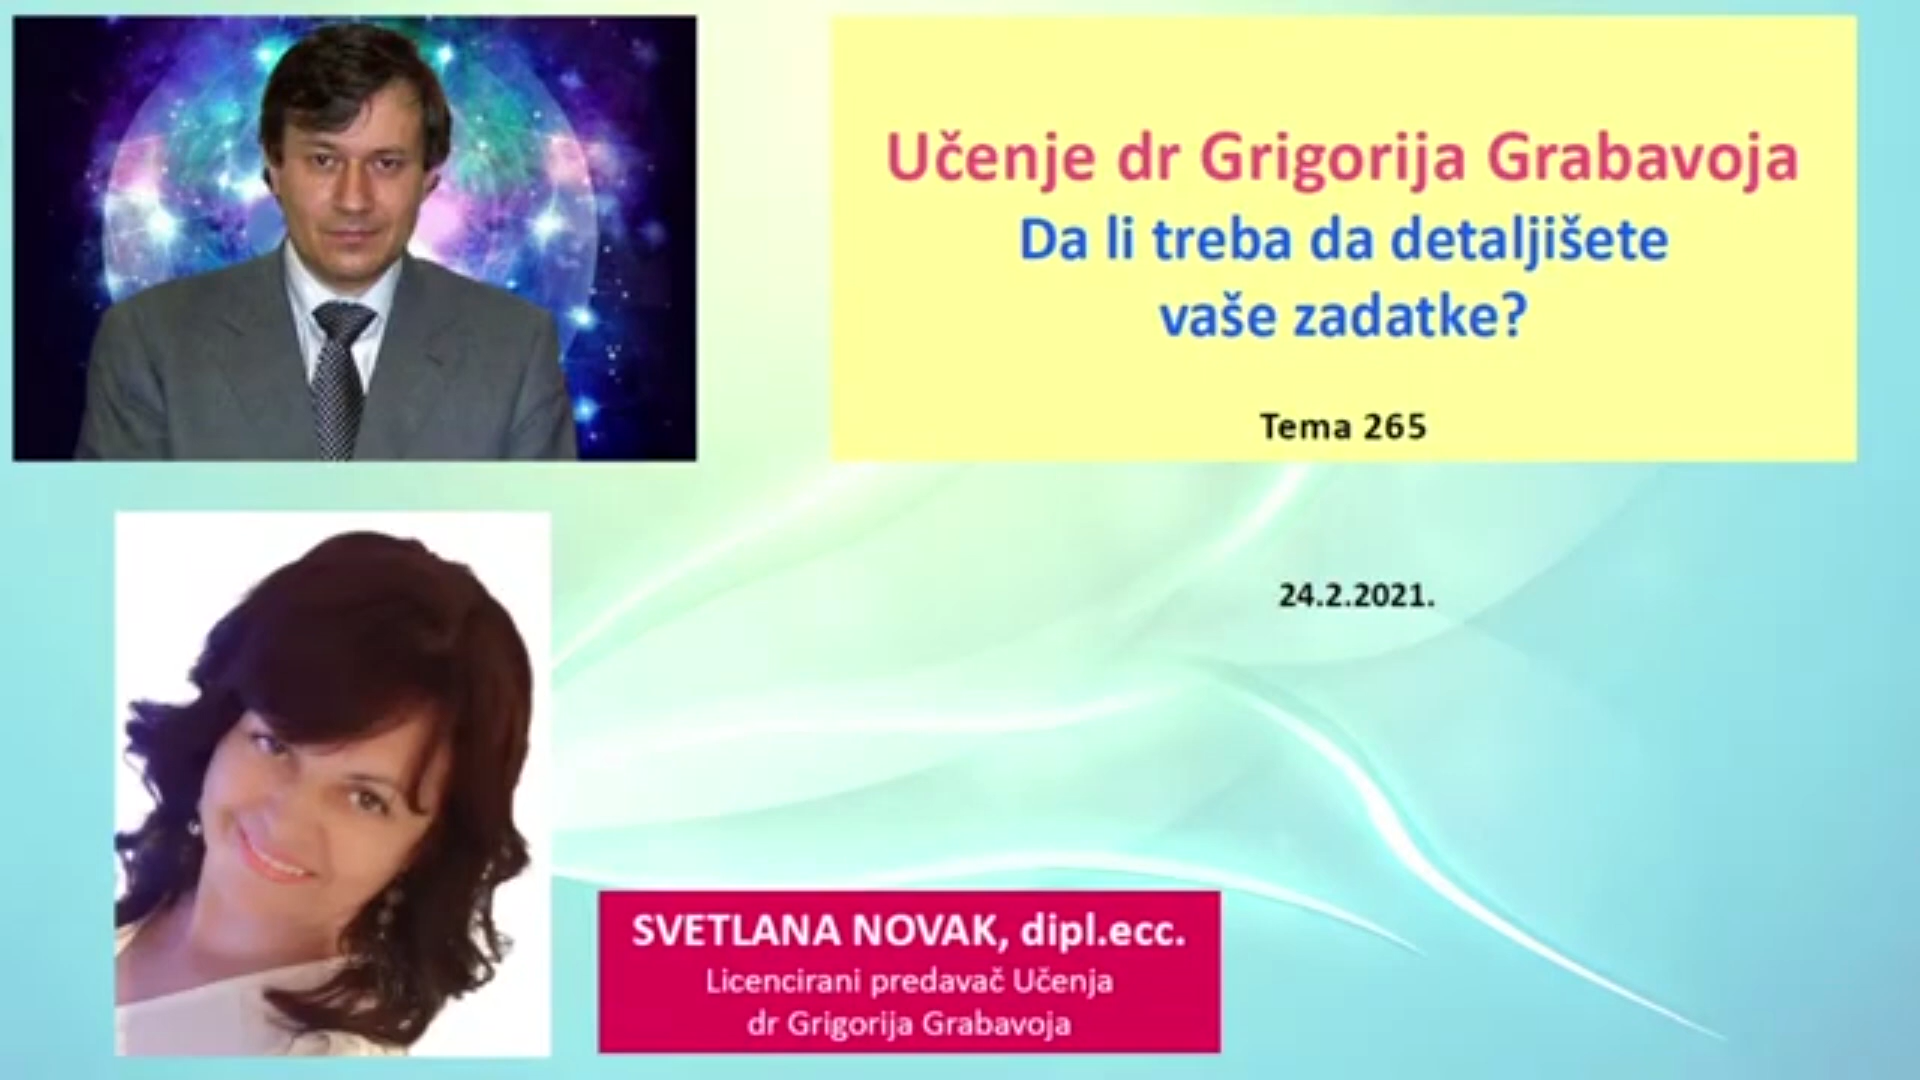 Učenje dr Grigorija Grabavoja
Da li treba da detaljišete
vaše zadatke?
Tema 265
24.2.2021.
SVETLANA NOVAK, dipl.ecc.
Licencirani predavač Učenja
dr Grigorija Grabavoja